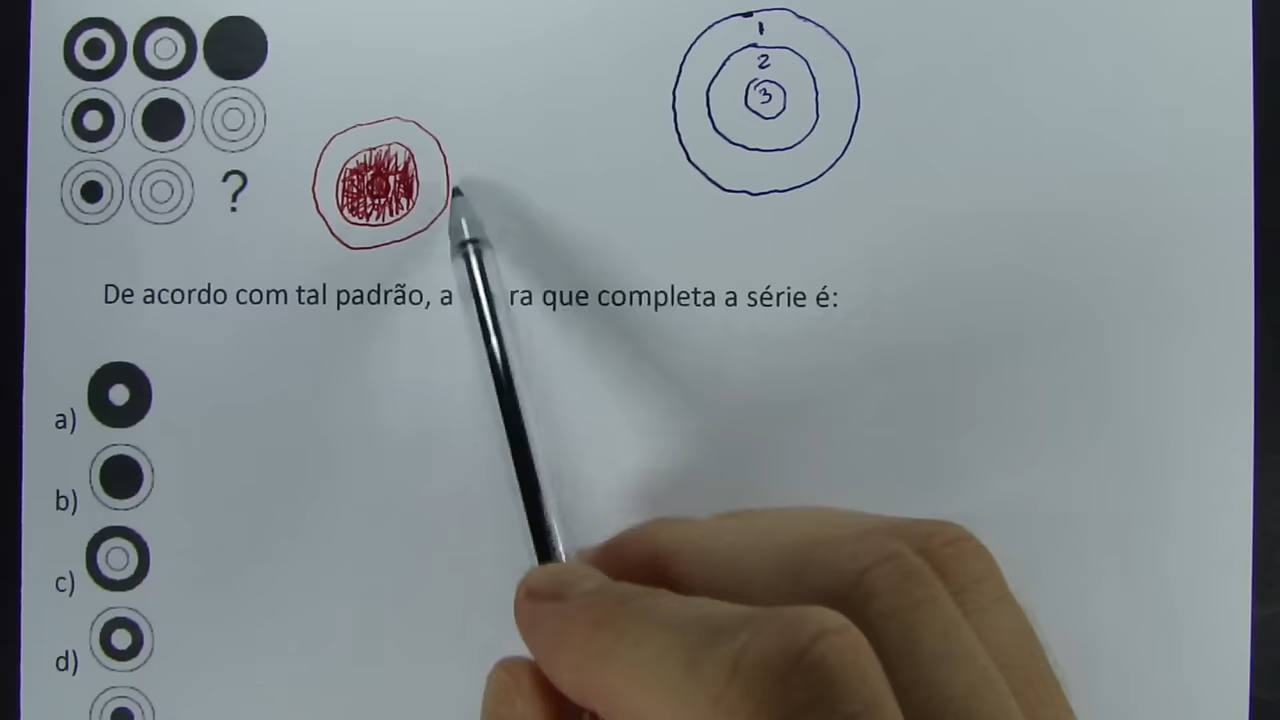 1
2
3
?
De acordo com tal padrão, a ra que completa a série é:
a)
b)
c)
d)